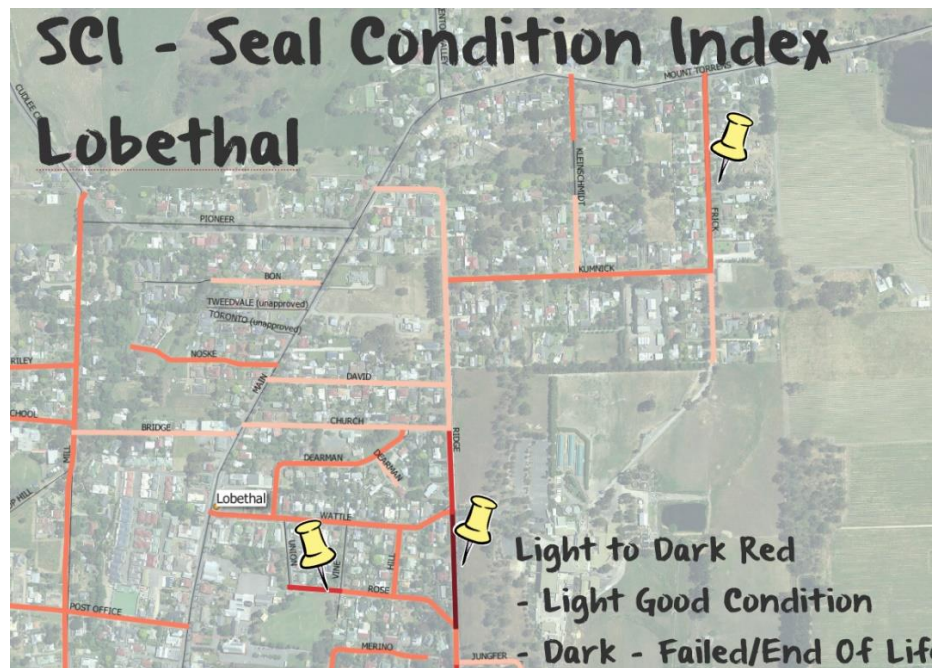 SCI - Seal Condition Index
Lobethal
MOUNT TORRENS
KLEINSCHMIDT
FRICK
PIONEER
KUMNICK
BON
TWEEDVALE (unapproved)
TORONTO (unapproved)
NOSKE
RILEY
MAIN
DAVID
CHURCH
BRIDGE
RIDGE
MILL
DEARMAN
DEARMAN
Lobethal
WATTLE
UNION
VINE
HILL
ROSE
POST OFFICE
MERINO
JUNGFER
Light to Dark Red
- Light Good Condition
- Dark - Failed/End Of Life